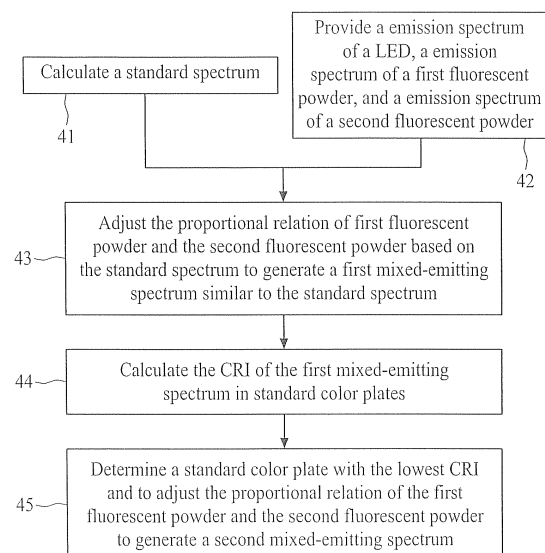 Calculate a standard spectrum
41
Provide a emission spectrum
of a LED, a emission
spectrum of a first fluorescent
powder, and a emission spectrum
of a second fluorescent powder
42
43
Adjust the proportional relation of first fluorescent
powder and the second fluorescent powder based on
the standard spectrum to generate a first mixed-emitting
spectrum similar to the standard spectrum
44
Calculate the CRI of the first mixed-emitting
spectrum in standard color plates
45
Determine a standard color plate with the lowest CRI
and to adjust the proportional relation of the first
fluorescent powder and the second fluorescent powder
to generate a second mixed-emitting spectrum